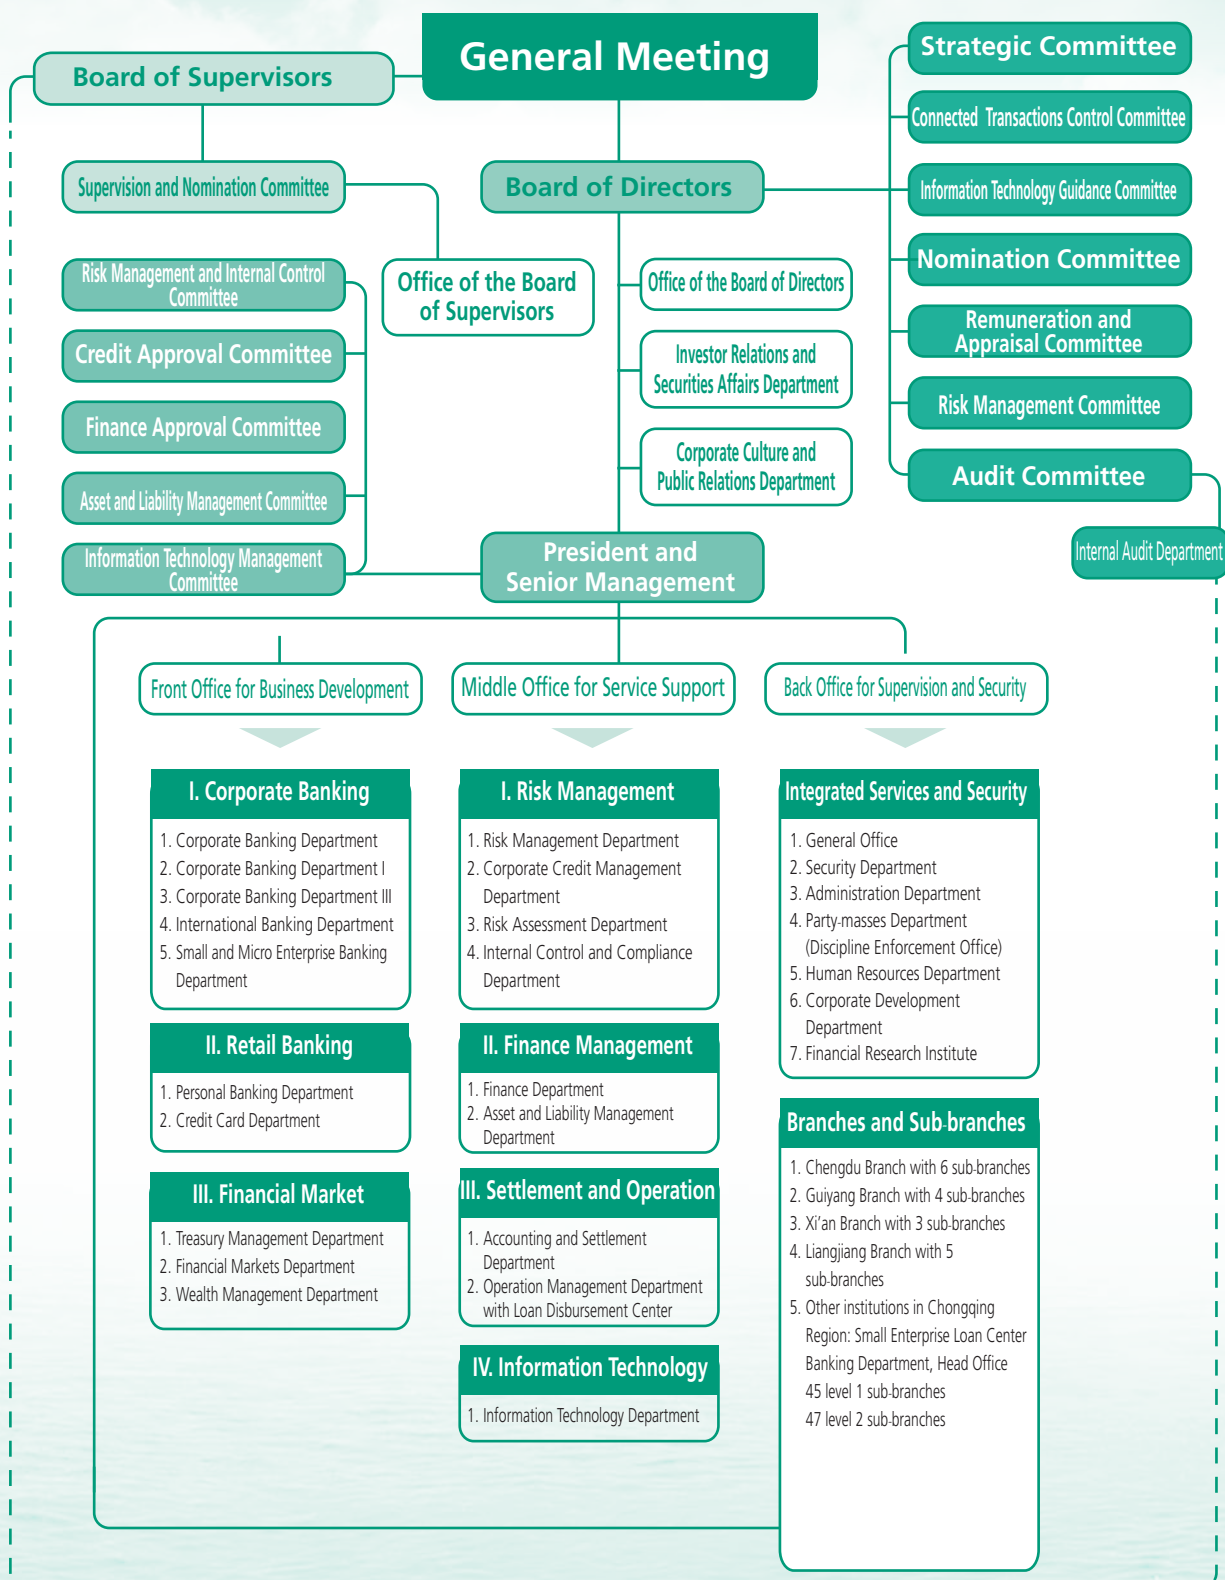 General Meeting
Board of Supervisors
Supervision and Nomination Committee
Office of the Board
of Supervisors
Risk Management and Internal Control
Committee
Credit Approval Committee
Finance Approval Committee
Asset and Liability Management Committee
Information Technology Management
Committee
Board of Directors
Office of the Board of Directors
Investor Relations and
Securities Affairs Department
Corporate Culture and
Public Relations Department
President and
Senior Management
Strategic Committee
Connected Transactions Control Committee
Information Technology Guidance Committee
Nomination Committee
Remuneration and
Appraisal Committee
Risk Management Committee
Audit Committee
Internal Audit Department
Front Office for Business Development
I. Corporate Banking
1. Corporate Banking Department
2. Corporate Banking Department I
3. Corporate Banking Department III
4. International Banking Department
5. Small and Micro Enterprise Banking
Department
II. Retail Banking
1. Personal Banking Department
2. Credit Card Department
III. Financial Market
1. Treasury Management Department
2. Financial Markets Department
3. Wealth Management Department
Middle Office for Service Support
I. Risk Management
1. Risk Management Department
2. Corporate Credit Management
Department
3. Risk Assessment Department
4. Internal Control and Compliance
Department
II. Finance Management
1. Finance Department
2. Asset and Liability Management
Department
III. Settlement and Operation
1. Accounting and Settlement
Department
2. Operation Management Department
with Loan Disbursement Center
IV. Information Technology
1. Information Technology Department
Back Office for Supervision and Security
Integrated Services and Security
1. General Office
2. Security Department
3. Administration Department
4. Party-masses Department
(Discipline Enforcement Office)
5. Human Resources Department
6. Corporate Development
Department
7. Financial Research Institute
Branches and Sub-branches
1. Chengdu Branch with 6 sub-branches
2. Guiyang Branch with 4 sub-branches
3. Xi'an Branch with 3 sub-branches
4. Liangjiang Branch with 5
sub-branches
5. Other institutions in Chongqing
Region: Small Enterprise Loan Center
Banking Department, Head Office
45 level 1 sub-branches
47 level 2 sub-branches